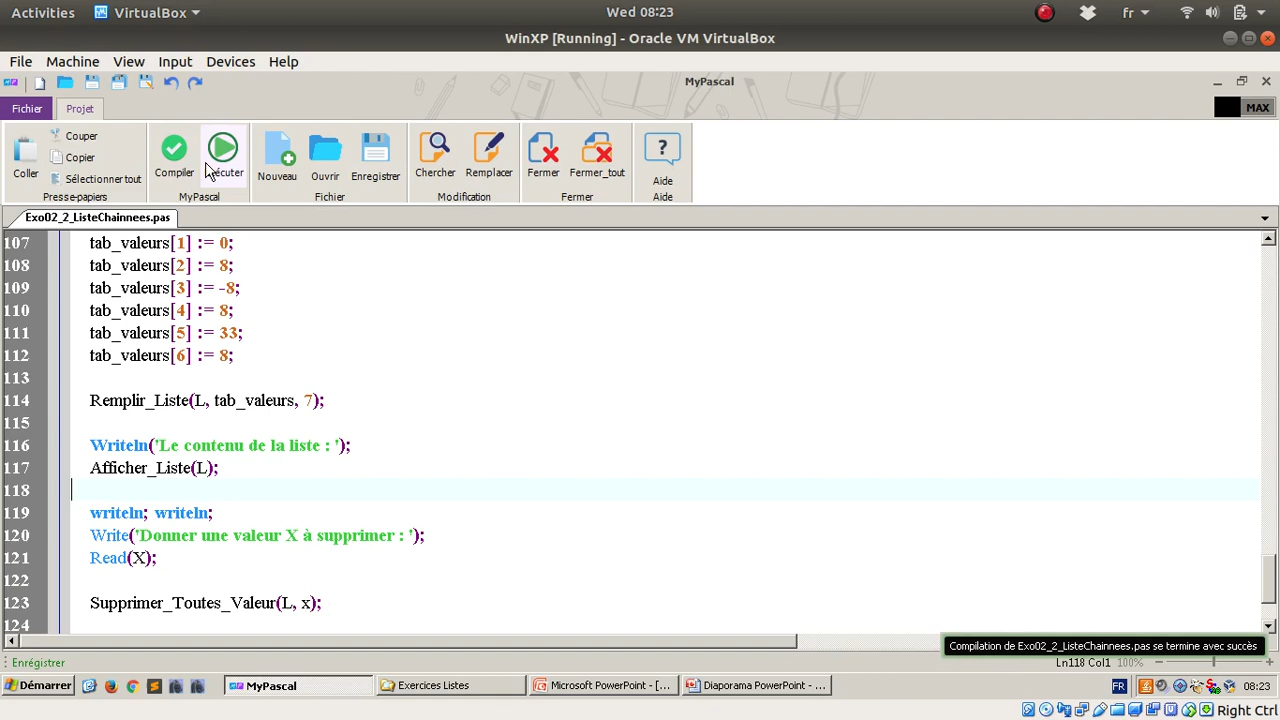 Activities VirtualBox Wed 08:23 fr
WinXP [Running] - Oracle VM VirtualBox
File Machine View Input Devices Help
MyPascal
Fichier Projet MAX
Coller Couper Copier Sélectionner tout
Presse-papiers
Compiler
MyPascal
Nouveau Ouvrir Enregistrer
Fichier
Chercher Remplacer
Modification
Fermer Fermer_tout
Fermer
Aide
Aide
Exo02_2_ListeChainnees.pas
107 tab_valeurs[1] := 0;
108 tab_valeurs[2] := 8;
109 tab_valeurs[3] := -8;
110 tab_valeurs[4] := 8;
111 tab_valeurs[5] := 33;
112 tab_valeurs[6] := 8;
113
114 Remplir_Liste(L, tab_valeurs, 7);
115
116 Writeln('Le contenu de la liste : ');
117 Afficher_Liste(L);
118
119 writeln; writeln;
120 Write('Donner une valeur X à supprimer : ');
121 Read(X);
122
123 Supprimer_Toutes_Valeur(L, x);
124
Compilation de Exo02_2_ListeChainnees.pas se termine avec succès
Enrégistrer Ln118 Col1 100%
Démarrer MyPascal Exercices Listes Microsoft PowerPoint - [... Diaporama PowerPoint - ... FR 08:23
Right Ctrl